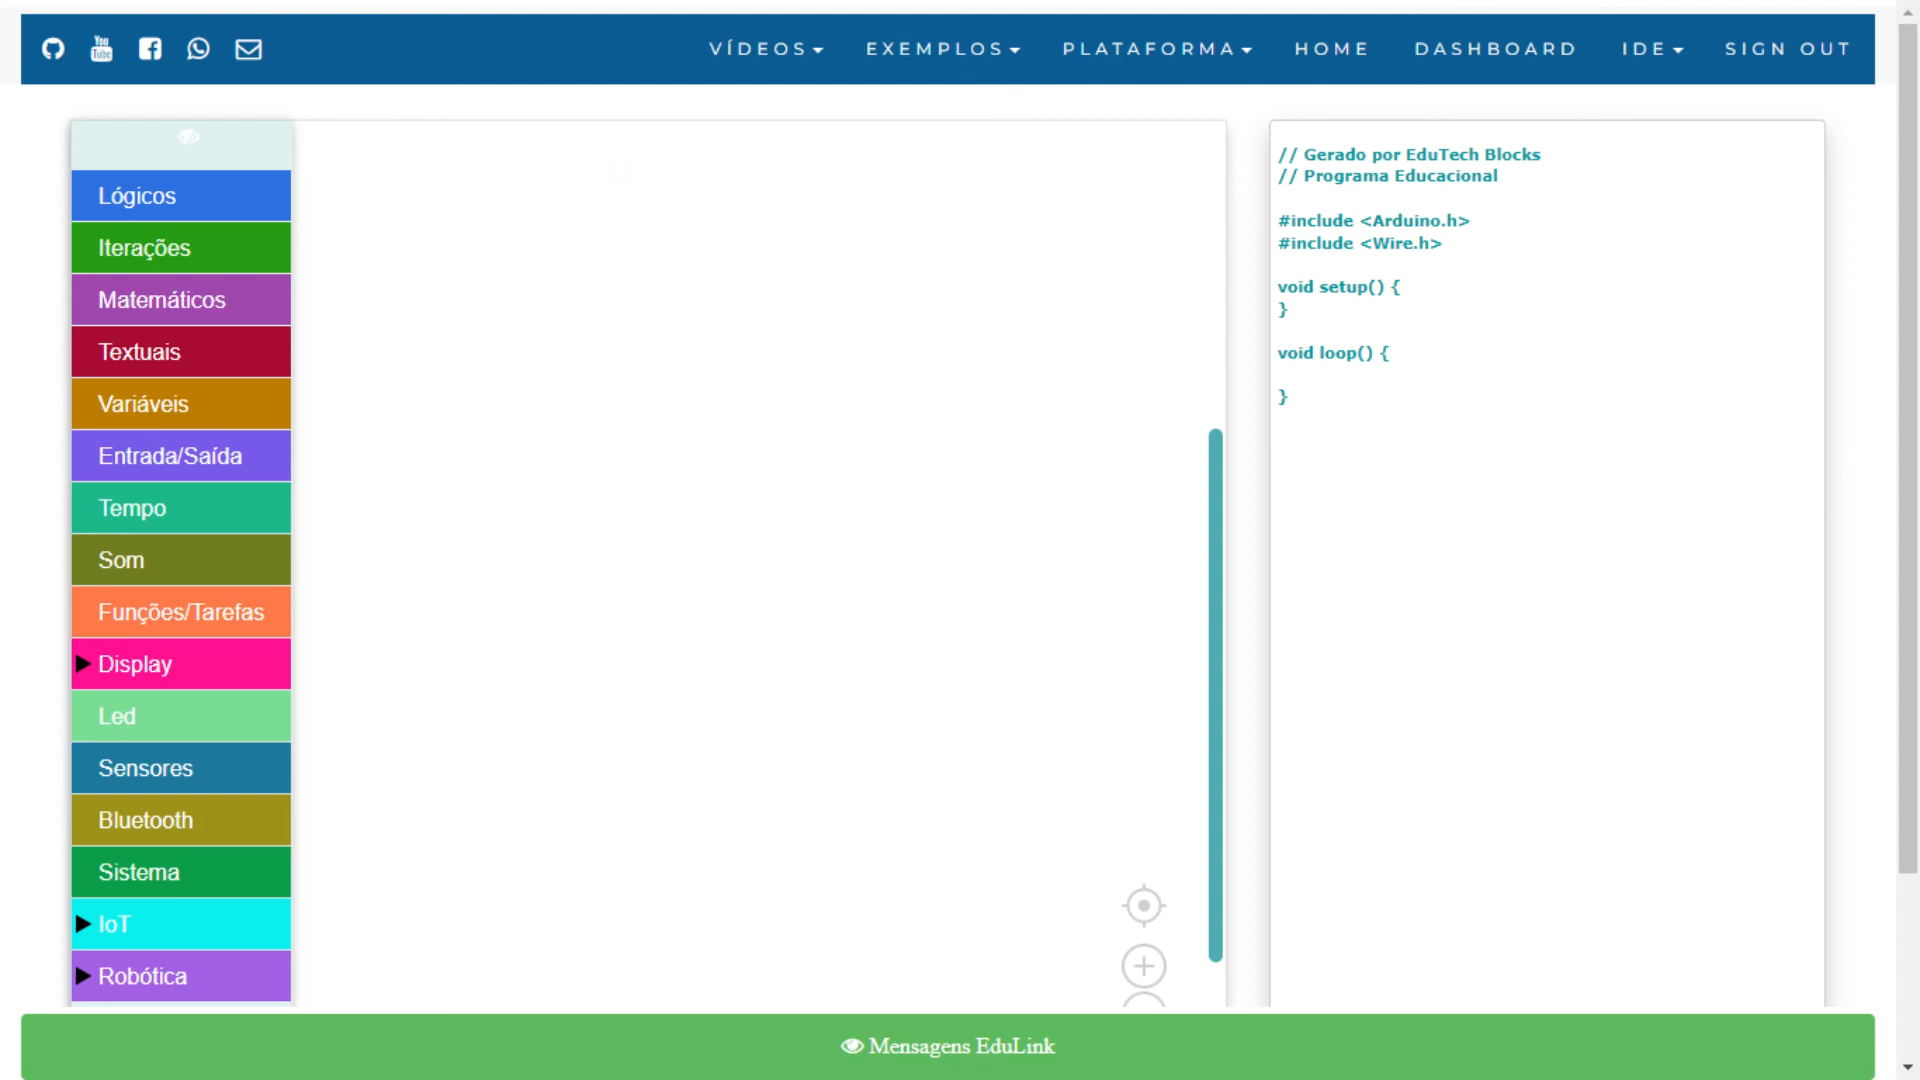 You
Tube
VÍDEOS
EXEMPLOS
PLATAFORMA
HOME
DASHBOARD
IDE
SIGN OUT
Lógicos
Iterações
Matemáticos
Textuais
Variáveis
Entrada/Saída
Tempo
Som
Funções/Tarefas
Display
Led
Sensores
Bluetooth
Sistema
IoT
Robótica
// Gerado por EduTech Blocks
// Programa Educacional
#include <Arduino.h>
#include <Wire.h>
void setup() {
}
void loop() {
}
Mensagens EduLink